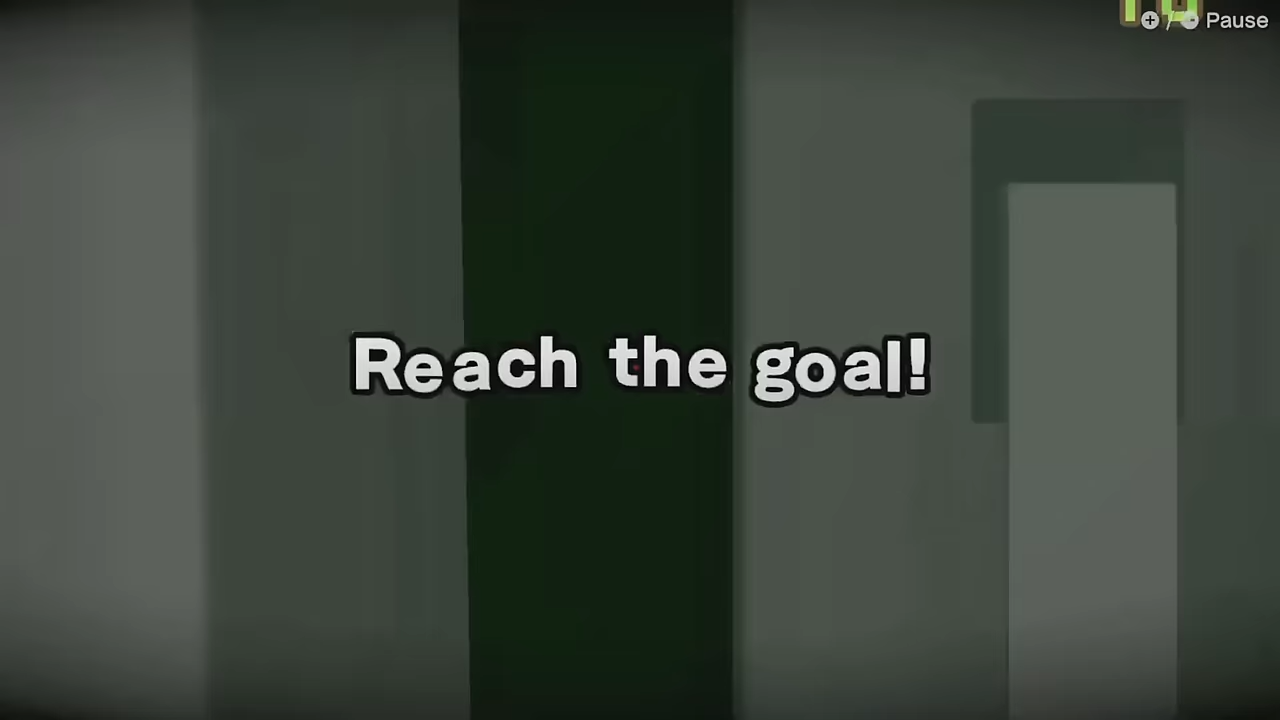 + / - Pause
Reach the goal!